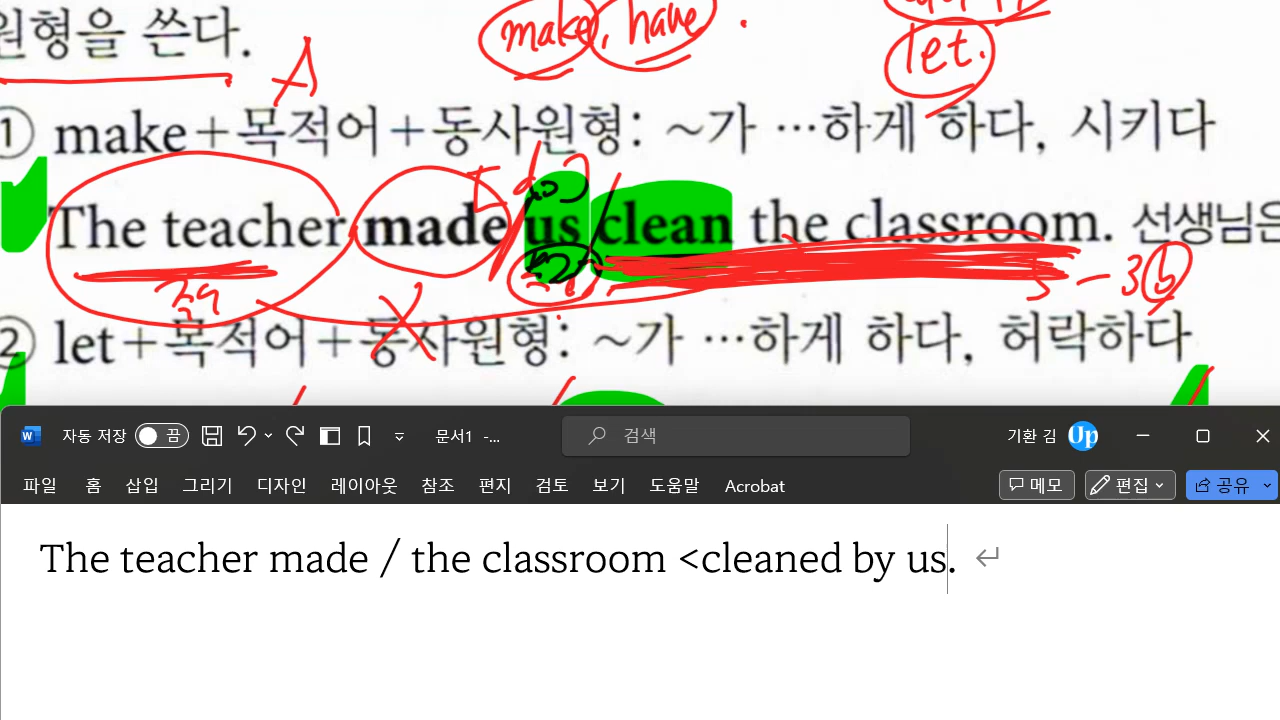 원형을 쓴다.
make, have
let.
A
① make+목적어+동사원형: ~가 …하게 하다, 시키다
The teacher made us clean the classroom. 선생님은
② let+목적어+동사원형: ~가 …하게 하다, 허락하다
자동 저장 끔 문서1 -... 검색 기환 김 Up
파일 홈 삽입 그리기 디자인 레이아웃 참조 편지 검토 보기 도움말 Acrobat 메모 편집 공유
The teacher made / the classroom <cleaned by us.